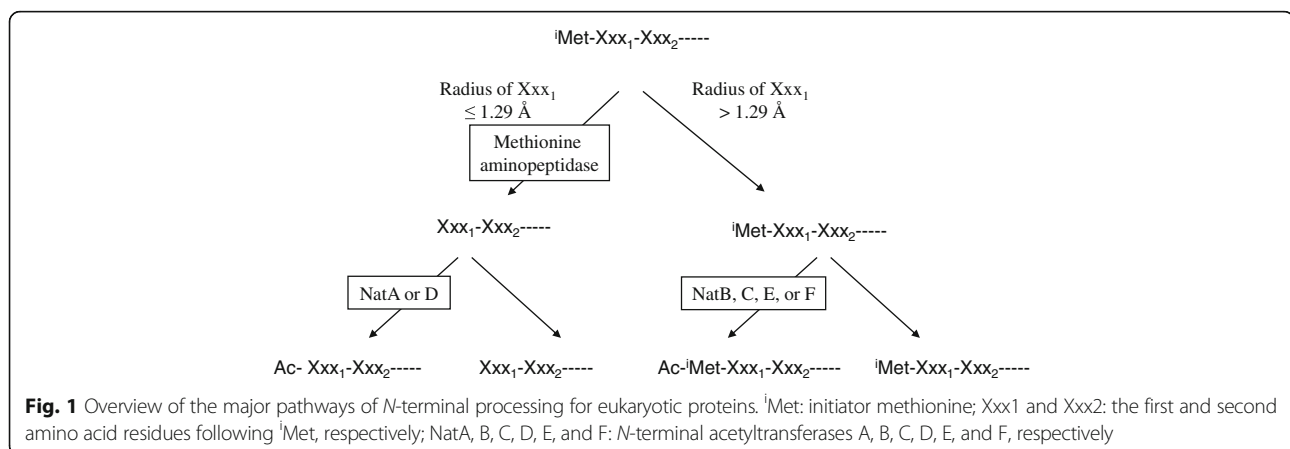 ⁱMet-Xxx₁-Xxx₂-----
Radius of Xxx₁
≤ 1.29 Å
Radius of Xxx₁
> 1.29 Å
Methionine
aminopeptidase
Xxx₁-Xxx₂-----
ⁱMet-Xxx₁-Xxx₂-----
NatA or D
NatB, C, E, or F
Ac- Xxx₁-Xxx₂-----
Xxx₁-Xxx₂-----
Ac-ⁱMet-Xxx₁-Xxx₂-----
ⁱMet-Xxx₁-Xxx₂-----
Fig. 1 Overview of the major pathways of N-terminal processing for eukaryotic proteins. ⁱMet: initiator methionine; Xxx1 and Xxx2: the first and second
amino acid residues following ⁱMet, respectively; NatA, B, C, D, E, and F: N-terminal acetyltransferases A, B, C, D, E, and F, respectively